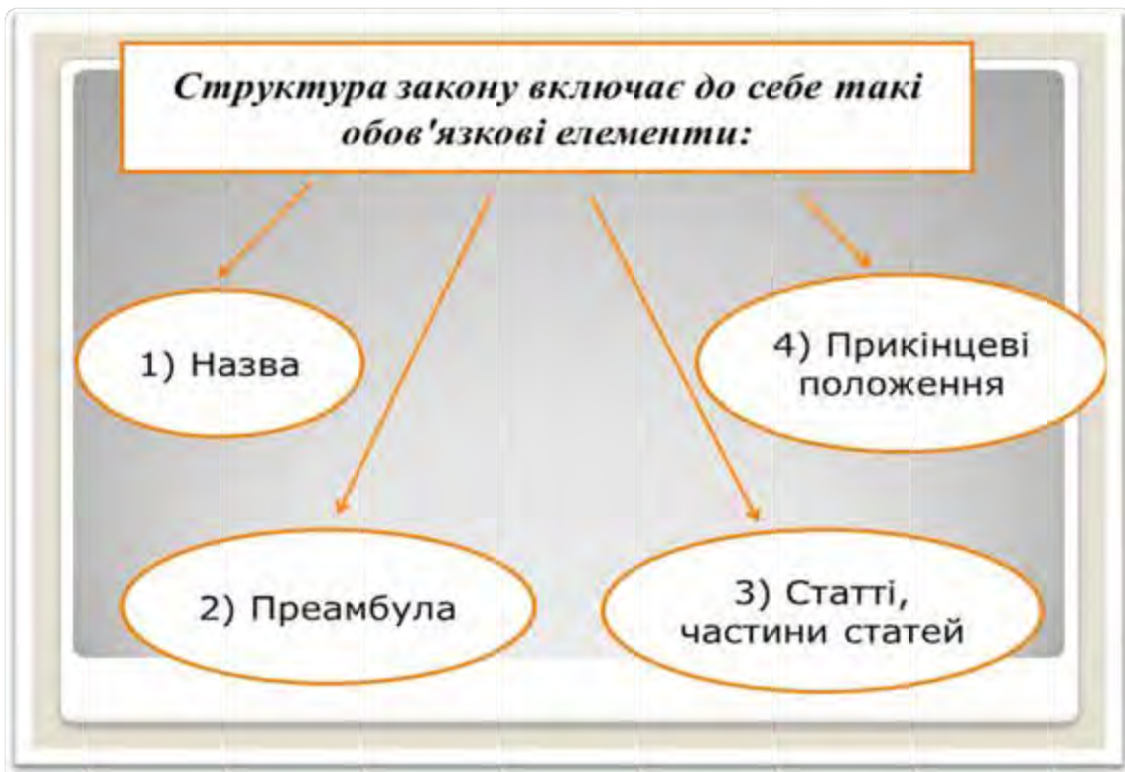 Структура закону включає до себе такі
обов'язкові елементи:
1) Назва
2) Преамбула
3) Статті,
частини статей
4) Прикінцеві
положення